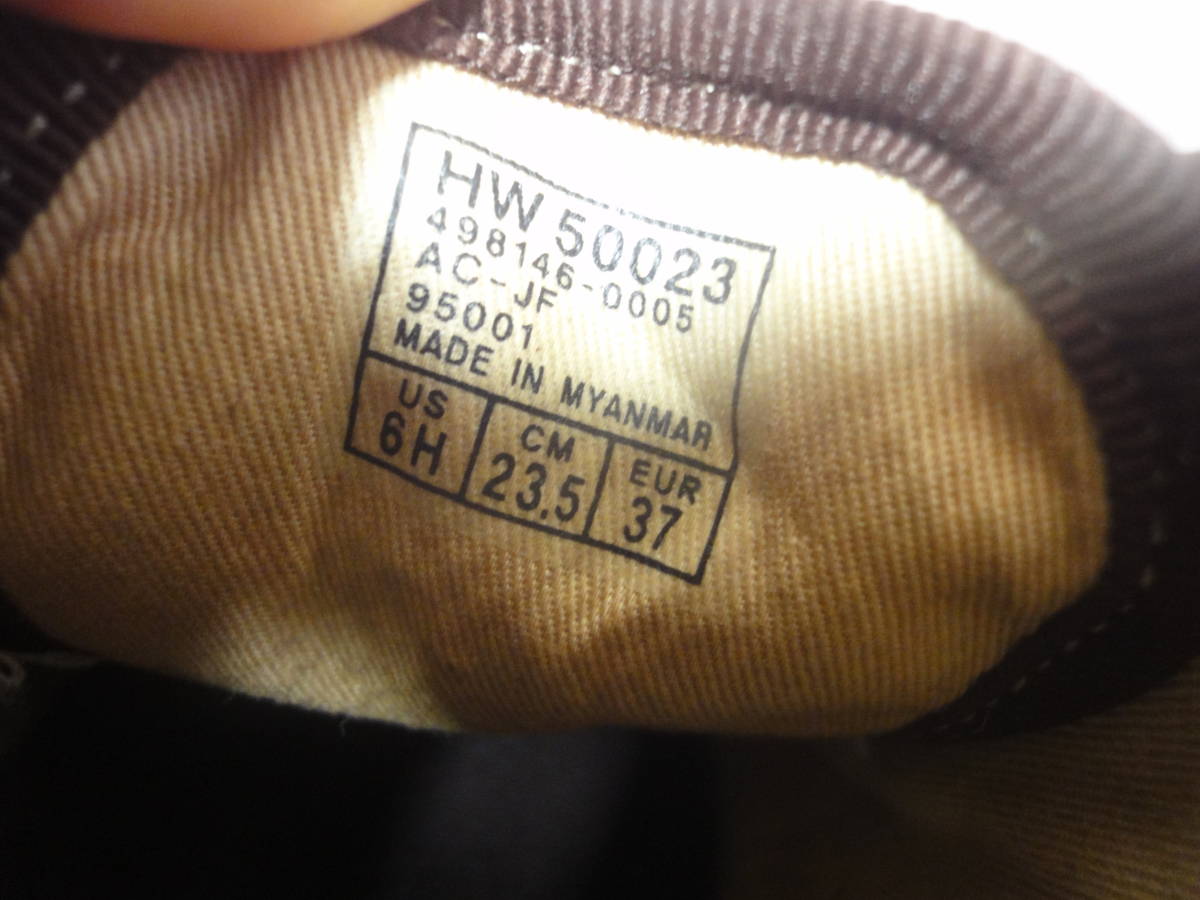 HW 50023
498146-0005
AC-JF
95001
MADE IN MYANMAR
US CM EUR
6H 23.5 37